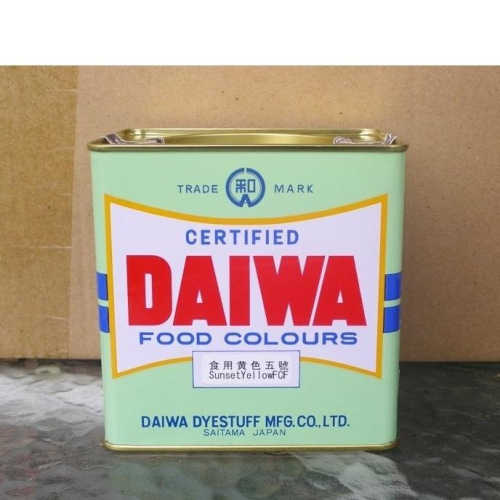 TRADE 和 MARK
CERTIFIED
DAIWA
FOOD COLOURS
食用黄色五號
SunsetYellowFCF
DAIWA DYESTUFF MFG.CO.,LTD.
SAITAMA JAPAN